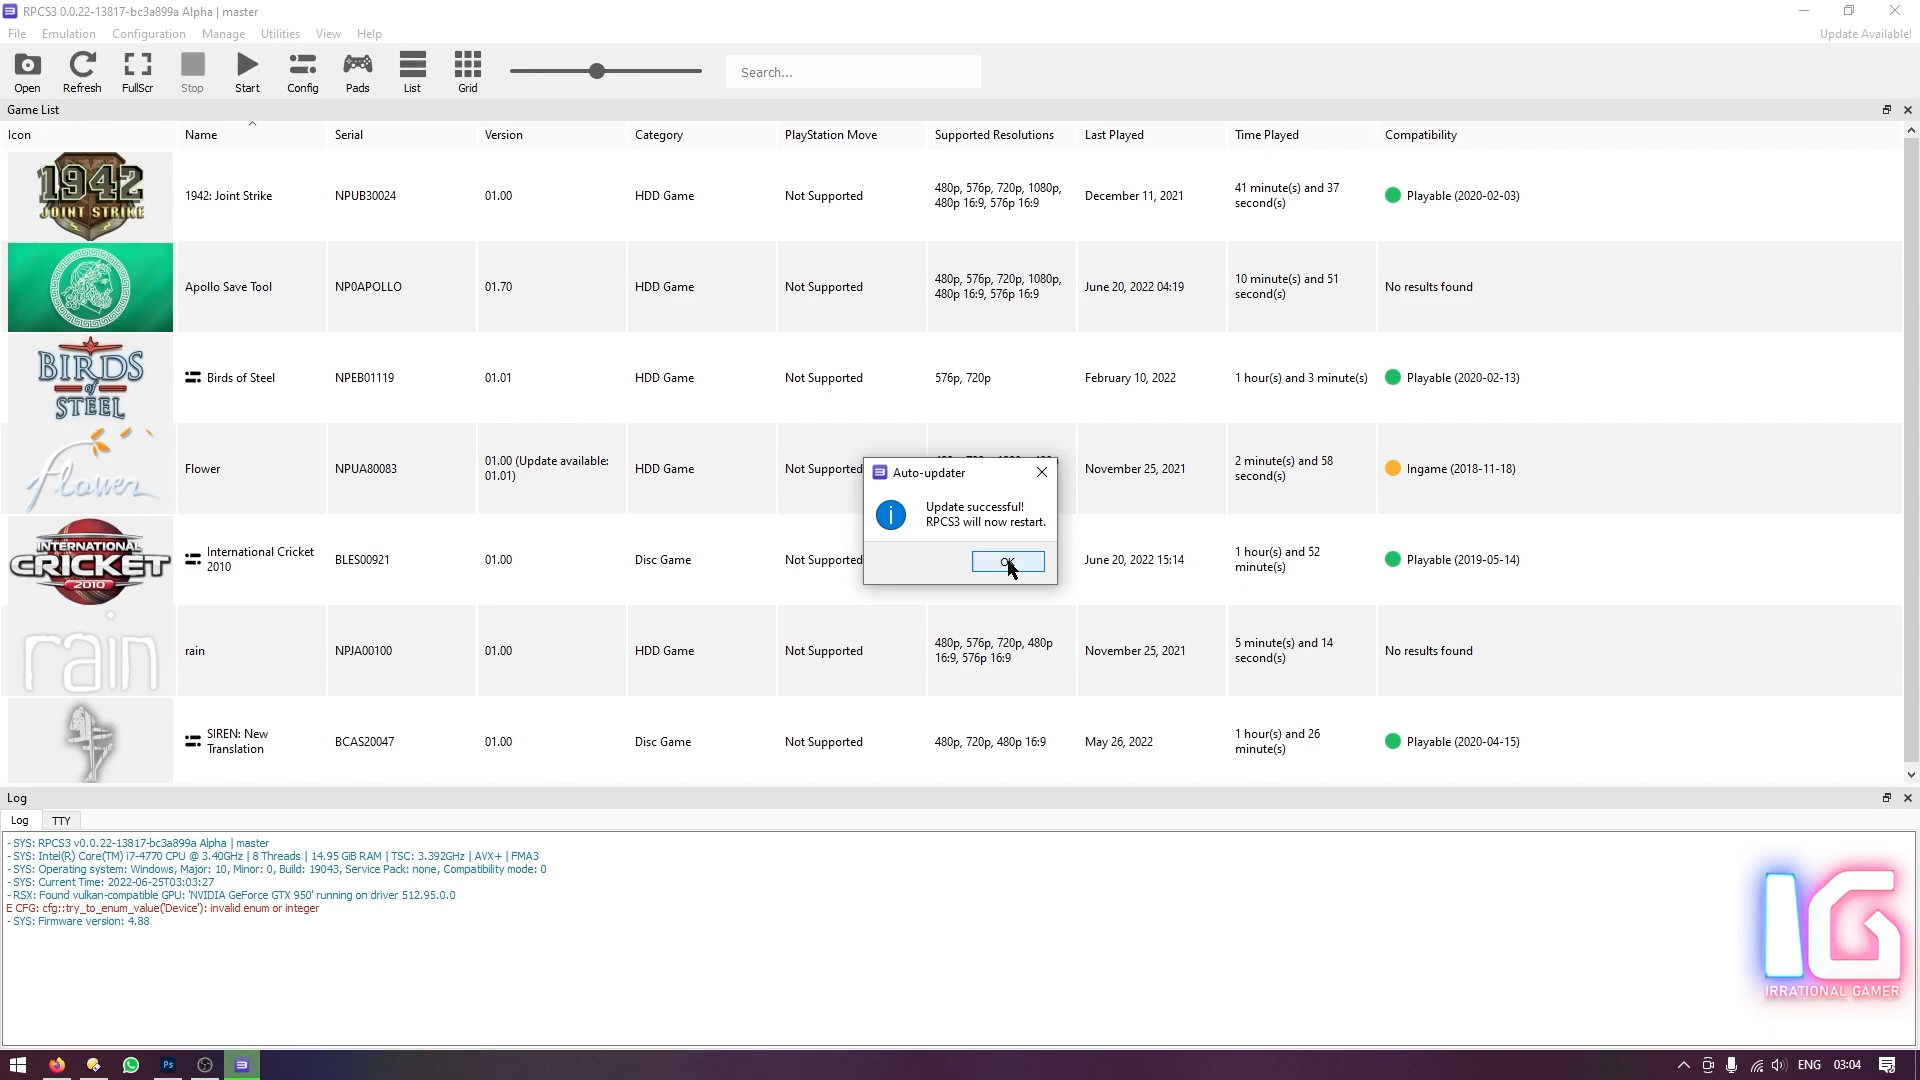 RPCS3 0.0.22-13817-bc3a899a Alpha | master
File Emulation Configuration Manage Utilities View Help Update Available!
Open Refresh FullScr Stop Start Config Pads List Grid Search...
Game List
Icon Name Serial Version Category PlayStation Move Supported Resolutions Last Played Time Played Compatibility
1942
JOINT STRIKE
1942: Joint Strike NPUB30024 01.00 HDD Game Not Supported
480p, 576p, 720p, 1080p,
480p 16:9, 576p 16:9
December 11, 2021
41 minute(s) and 37
second(s)
Playable (2020-02-03)
Apollo Save Tool NP0APOLLO 01.70 HDD Game Not Supported
480p, 576p, 720p, 1080p,
480p 16:9, 576p 16:9
June 20, 2022 04:19
10 minute(s) and 51
second(s)
No results found
BIRDS
of
STEEL
Birds of Steel NPEB01119 01.01 HDD Game Not Supported 576p, 720p February 10, 2022 1 hour(s) and 3 minute(s) Playable (2020-02-13)
flower
Flower NPUA80083
01.00 (Update available:
01.01)
HDD Game Not Supported
November 25, 2021
2 minute(s) and 58
second(s)
Ingame (2018-11-18)
Auto-updater
Update successful!
RPCS3 will now restart.
OK
INTERNATIONAL
CRICKET
2010
International Cricket
2010
BLES00921 01.00 Disc Game Not Supported
June 20, 2022 15:14
1 hour(s) and 52
minute(s)
Playable (2019-05-14)
rain
rain NPJA00100 01.00 HDD Game Not Supported
480p, 576p, 720p, 480p
16:9, 576p 16:9
November 25, 2021
5 minute(s) and 14
second(s)
No results found
SIREN: New
Translation
BCAS20047 01.00 Disc Game Not Supported 480p, 720p, 480p 16:9 May 26, 2022
1 hour(s) and 26
minute(s)
Playable (2020-04-15)
Log
Log TTY
- SYS: RPCS3 v0.0.22-13817-bc3a899a Alpha | master
- SYS: Intel(R) Core(TM) i7-4770 CPU @ 3.40GHz | 8 Threads | 14.95 GiB RAM | TSC: 3.392GHz | AVX+ | FMA3
- SYS: Operating system: Windows, Major: 10, Minor: 0, Build: 19043, Service Pack: none, Compatibility mode: 0
- SYS: Current Time: 2022-06-25T03:03:27
- RSX: Found vulkan-compatible GPU: 'NVIDIA GeForce GTX 950' running on driver 512.95.0.0
E CFG: cfg::try_to_enum_value('Device'): invalid enum or integer
- SYS: Firmware version: 4.88
IG
IRRATIONAL GAMER
Ps
ENG 03:04